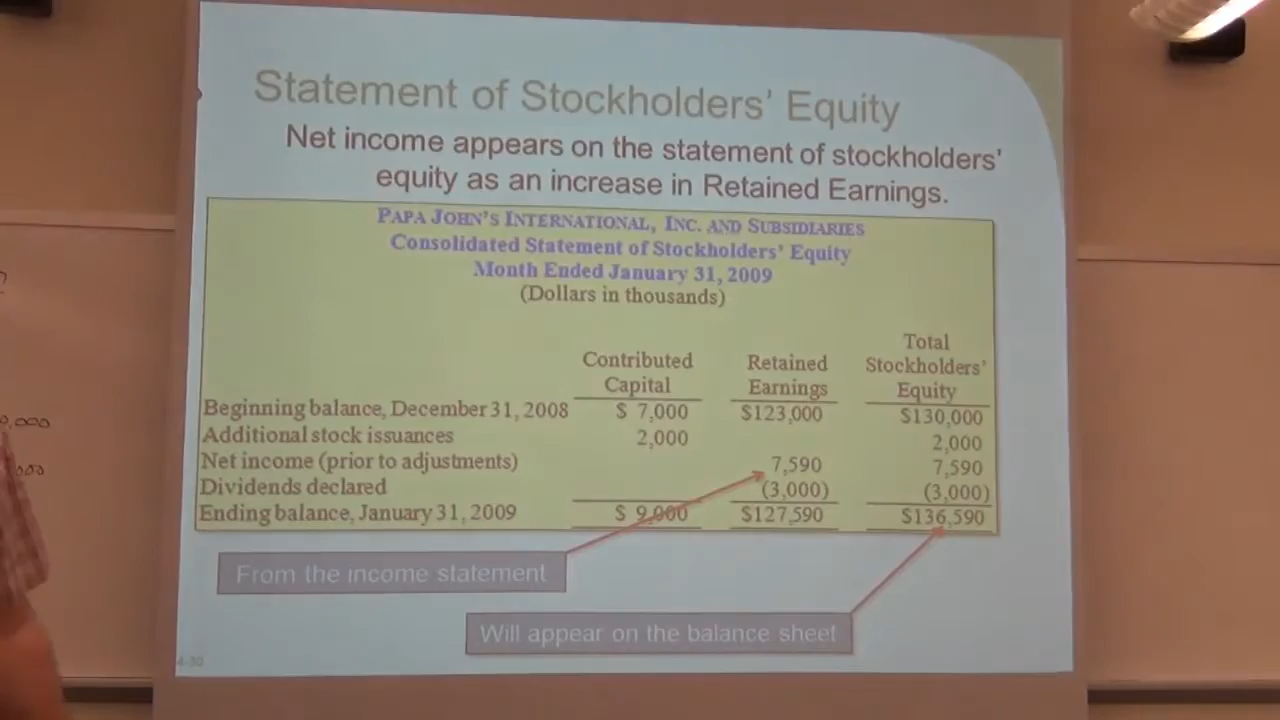 Statement of Stockholders' Equity
Net income appears on the statement of stockholders'
equity as an increase in Retained Earnings.
PAPA JOHN'S INTERNATIONAL, INC. AND SUBSIDIARIES
Consolidated Statement of Stockholders' Equity
Month Ended January 31, 2009
(Dollars in thousands)
Contributed Capital Retained Earnings Total Stockholders' Equity
Beginning balance, December 31, 2008 $ 7,000 $123,000 $130,000
Additional stock issuances 2,000 2,000
Net income (prior to adjustments) 7,590 7,590
Dividends declared (3,000) (3,000)
Ending balance, January 31, 2009 $ 9,000 $127,590 $136,590
From the income statement
Will appear on the balance sheet
4-30